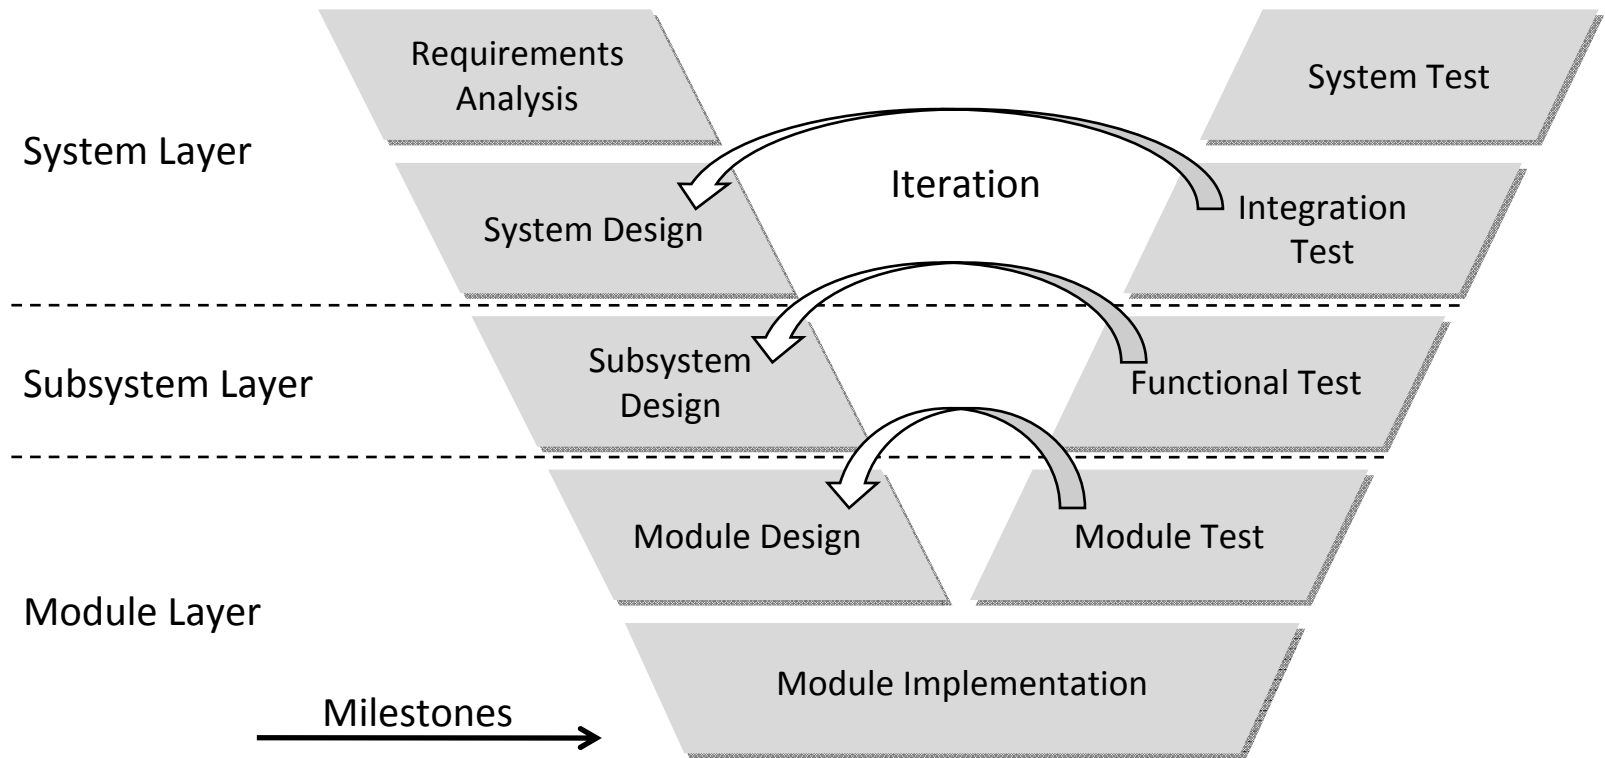 Requirements
Analysis
System Test
System Layer
Iteration
Integration
Test
System Design
Subsystem Layer
Subsystem
Design
Functional Test
Module Design
Module Test
Module Layer
Module Implementation
Milestones